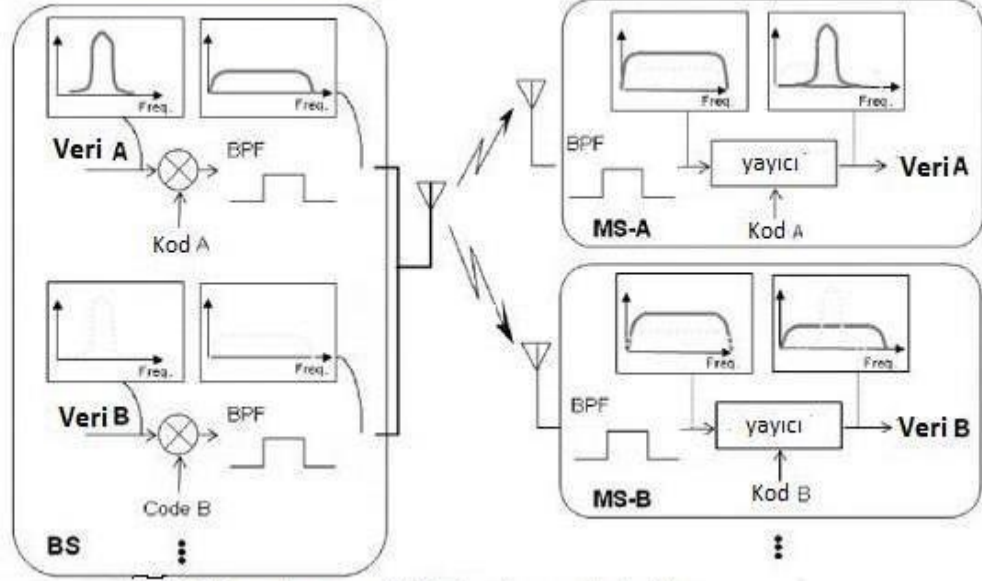 Freq.
Freq.
Veri A
BPF
Kod A
Freq.
Freq.
Veri B
BPF
Code B
BS
Freq.
Freq.
BPF
yayıcı
Veri A
MS-A
Kod A
Freq.
Freq.
BPF
yayıcı
Veri B
MS-B
Kod B